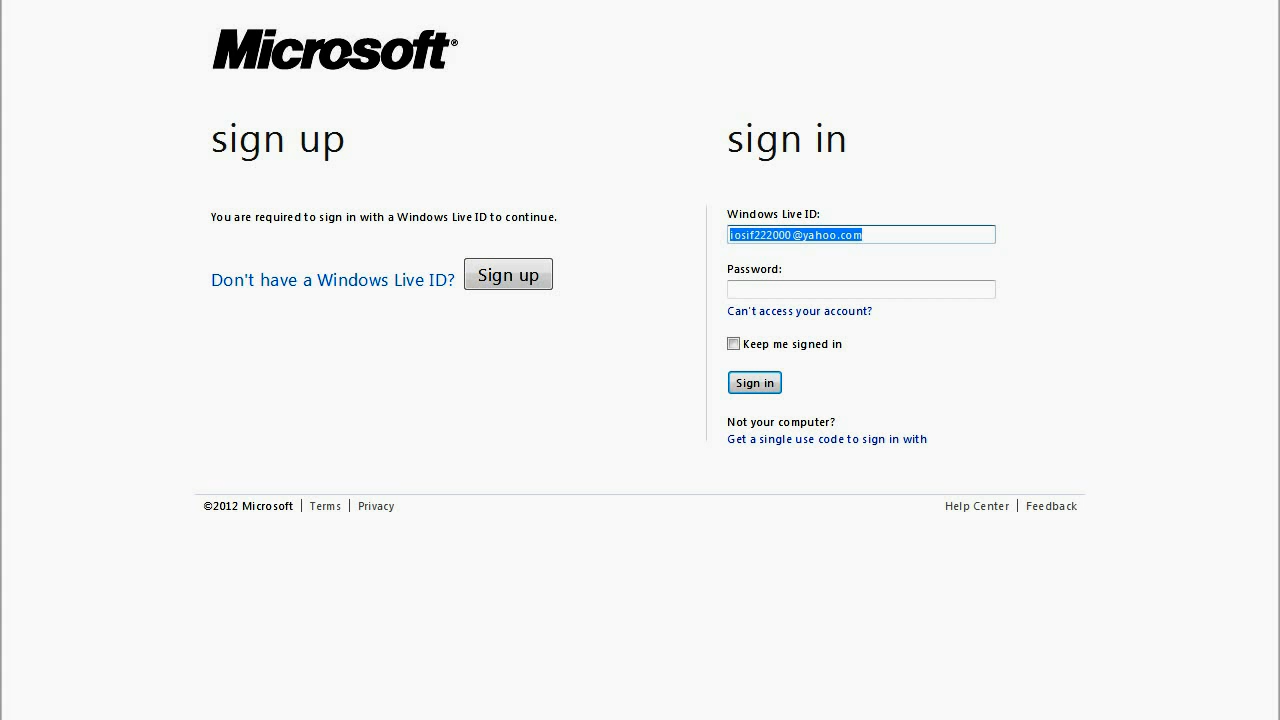 Microsoft®
sign up
You are required to sign in with a Windows Live ID to continue.
Don't have a Windows Live ID? Sign up
sign in
Windows Live ID:
iosif222000@yahoo.com
Password:
Can't access your account?
Keep me signed in
Sign in
Not your computer?
Get a single use code to sign in with
©2012 Microsoft | Terms | Privacy
Help Center | Feedback